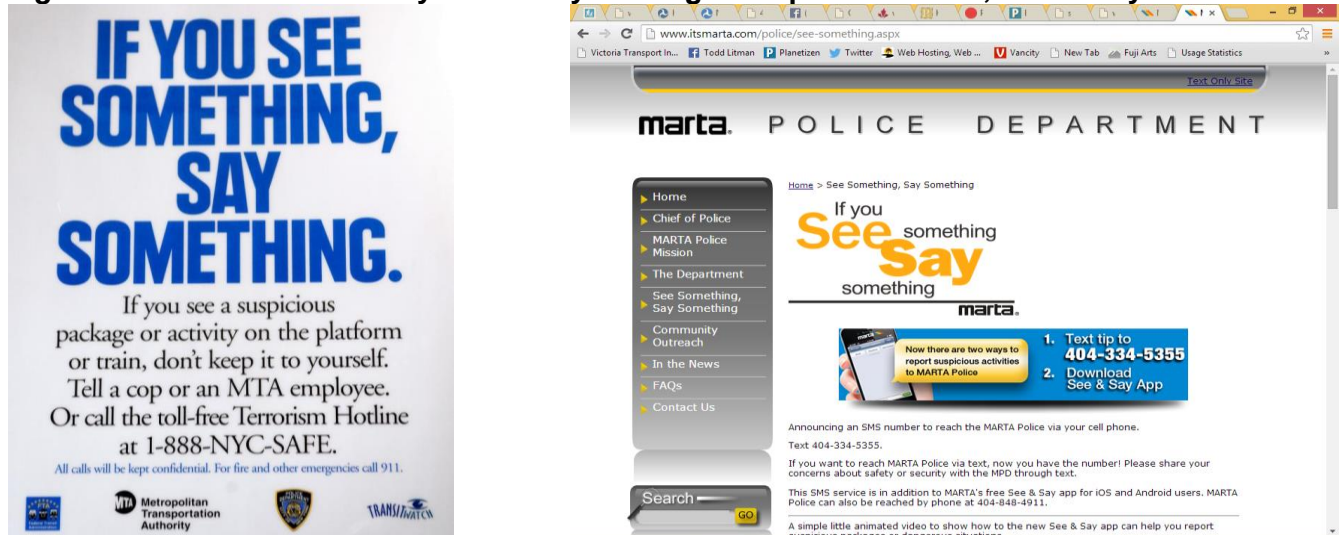 IF YOU SEE
SOMETHING,
SAY
SOMETHING.
If you see a suspicious
package or activity on the platform
or train, don't keep it to yourself.
Tell a cop or an MTA employee.
Or call the toll-free Terrorism Hotline
at 1-888-NYC-SAFE.
All calls will be kept confidential. For fire and other emergencies call 911.
MTA Metropolitan
Transportation
Authority
TRANSITWATCH
www.itsmarta.com/police/see-something.aspx
Victoria Transport In... Todd Litman Planetizen Twitter Web Hosting, Web ... Vancity New Tab Fuji Arts Usage Statistics »
Text Only Site
marta. POLICE DEPARTMENT
Home
Chief of Police
MARTA Police
Mission
The Department
See Something,
Say Something
Community
Outreach
In the News
FAQs
Contact Us
Search
GO
Home > See Something, Say Something
If you
See something
Say
something
marta.
Now there are two ways to
report suspicious activities
to MARTA Police
1. Text tip to
404-334-5355
2. Download
See & Say App
Announcing an SMS number to reach the MARTA Police via your cell phone.
Text 404-334-5355.
If you want to reach MARTA Police via text, now you have the number! Please share your
concerns about safety or security with the MPD through text.
This SMS service is in addition to MARTA's free See & Say app for iOS and Android users. MARTA
Police can also be reached by phone at 404-848-4911.
A simple little animated video to show how to the new See & Say app can help you report